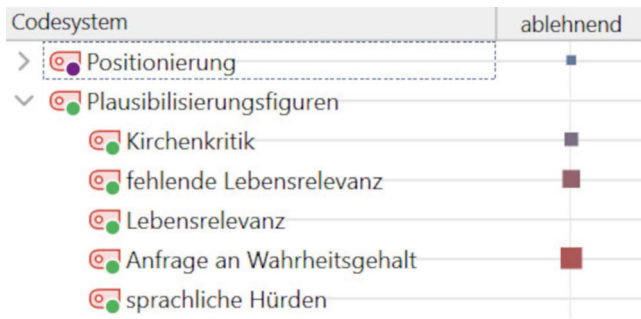 Codesystem ablehnend
Positionierung
Plausibilisierungsfiguren
Kirchenkritik
fehlende Lebensrelevanz
Lebensrelevanz
Anfrage an Wahrheitsgehalt
sprachliche Hürden